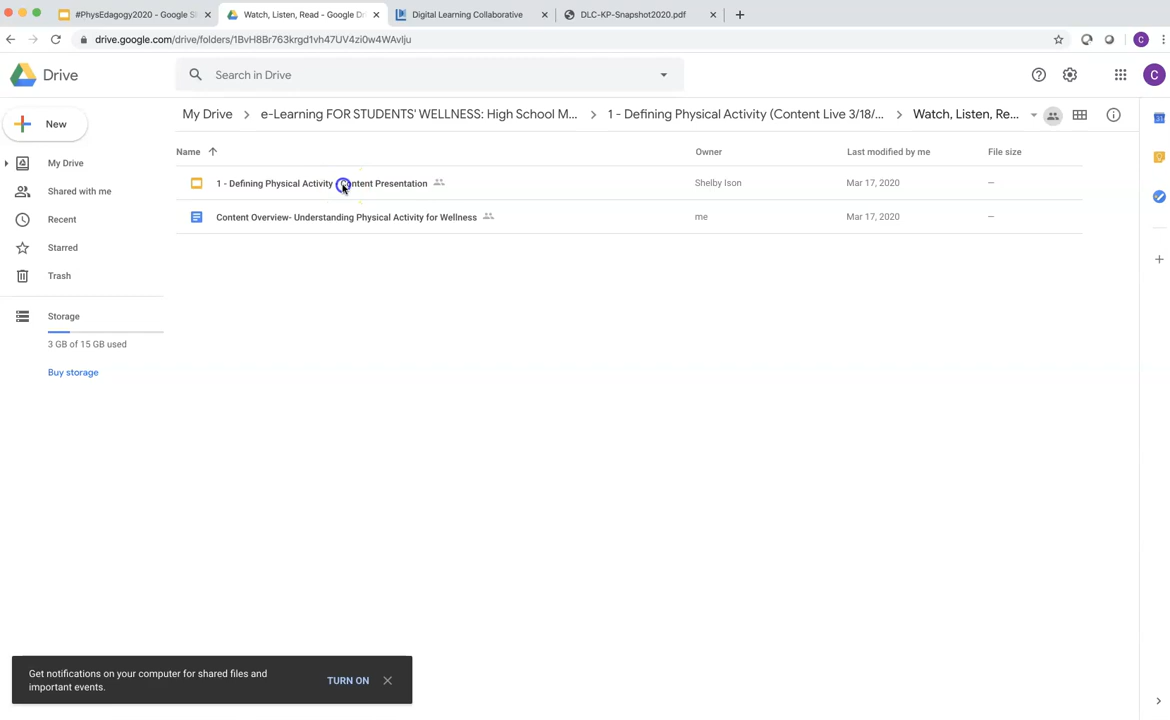 #PhysEdagogy2020 - Google Sl
Watch, Listen, Read - Google Dr
Digital Learning Collaborative
DLC-KP-Snapshot2020.pdf
drive.google.com/drive/folders/1BvH8Br763krgd1vh47UV4zi0w4WAvlju
C
Drive
Search in Drive
C
New
My Drive
e-Learning FOR STUDENTS' WELLNESS: High School M...
1 - Defining Physical Activity (Content Live 3/18/...
Watch, Listen, Re...
My Drive
Shared with me
Recent
Starred
Trash
Storage
3 GB of 15 GB used
Buy storage
Name
Owner
Last modified by me
File size
1 - Defining Physical Activity Content Presentation
Shelby Ison
Mar 17, 2020
—
Content Overview- Understanding Physical Activity for Wellness
me
Mar 17, 2020
—
31
Get notifications on your computer for shared files and
important events.
TURN ON